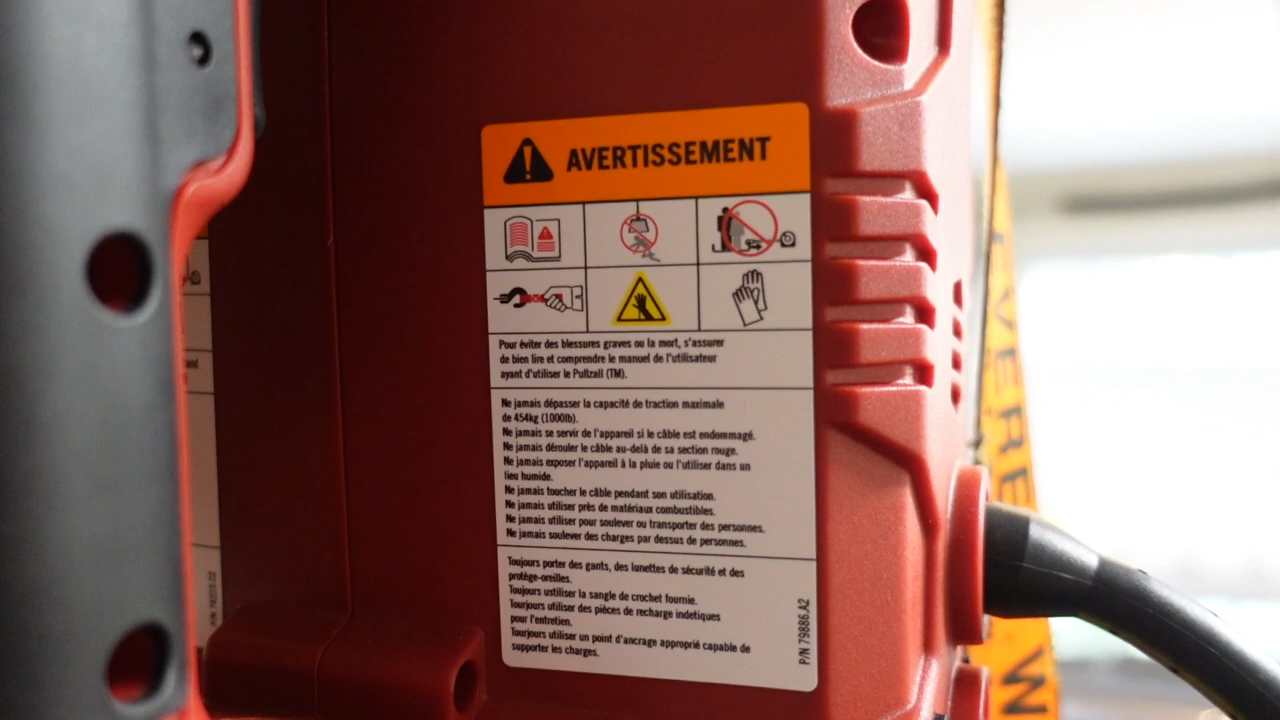 AVERTISSEMENT
Pour éviter des blessures graves ou la mort, s'assurer
de bien lire et comprendre le manuel de l'utilisateur
ayant d'utiliser le Pullzall (TM).
Ne jamais dépasser la capacité de traction maximale
de 454kg (1000lb).
Ne jamais se servir de l'appareil si le câble est endommagé.
Ne jamais dérouler le câble au-delà de sa section rouge.
Ne jamais exposer l'appareil à la pluie ou l'utiliser dans un
lieu humide.
Ne jamais toucher le câble pendant son utilisation.
Ne jamais utiliser près de matériaux combustibles.
Ne jamais utiliser pour soulever ou transporter des personnes.
Ne jamais soulever des charges par dessus de personnes.
Toujours porter des gants, des lunettes de sécurité et des
protège-oreilles.
Toujours ustiliser la sangle de crochet fournie.
Tourjours utiliser des pièces de recharge indetiques
pour l'entretien.
Toujours utiliser un point d'ancrage approprié capable de
supporter les charges.
P/N 79886.A2
EVERE W